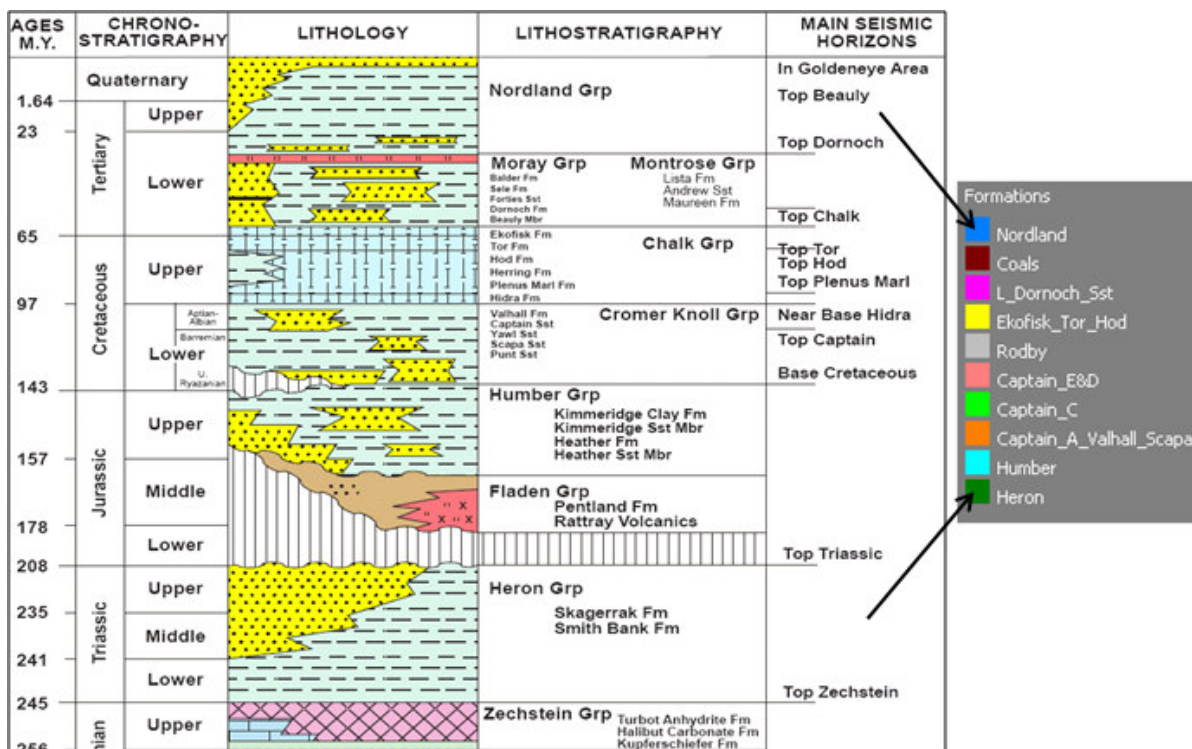 AGES
M.Y.
CHRONO-
STRATIGRAPHY
LITHOLOGY
LITHOSTRATIGRAPHY
MAIN SEISMIC
HORIZONS
Quaternary
Nordland Grp
In Goldeneye Area
1.64
Top Beauly
Upper
23
Top Dornoch
Tertiary
Lower
Moray Grp
Balder Fm
Sele Fm
Forties Sst
Dornoch Fm
Beauly Mbr
Montrose Grp
Lista Fm
Andrew Sst
Maureen Fm
Top Chalk
65
Cretaceous
Upper
Ekofisk Fm
Tor Fm
Hod Fm
Herring Fm
Plenus Marl Fm
Hidra Fm
Chalk Grp
Top Tor
Top Hod
Top Plenus Marl
97
Aptian-
Albian
Barremian
Lower
U.
Ryazanian
Valhall Fm
Captain Sst
Yawl Sst
Scapa Sst
Punt Sst
Cromer Knoll Grp
Near Base Hidra
Top Captain
Base Cretaceous
143
Jurassic
Upper
Humber Grp
Kimmeridge Clay Fm
Kimmeridge Sst Mbr
Heather Fm
Heather Sst Mbr
157
Middle
Fladen Grp
Pentland Fm
Rattray Volcanics
178
Lower
Top Triassic
208
Triassic
Upper
Heron Grp
Skagerrak Fm
Smith Bank Fm
235
Middle
241
Lower
Top Zechstein
245
nian
Upper
Zechstein Grp
Turbot Anhydrite Fm
Halibut Carbonate Fm
Kupferschiefer Fm
256
Formations
Nordland
Coals
L_Dornoch_Sst
Ekofisk_Tor_Hod
Rodby
Captain_E&D
Captain_C
Captain_A_Valhall_Scapa
Humber
Heron